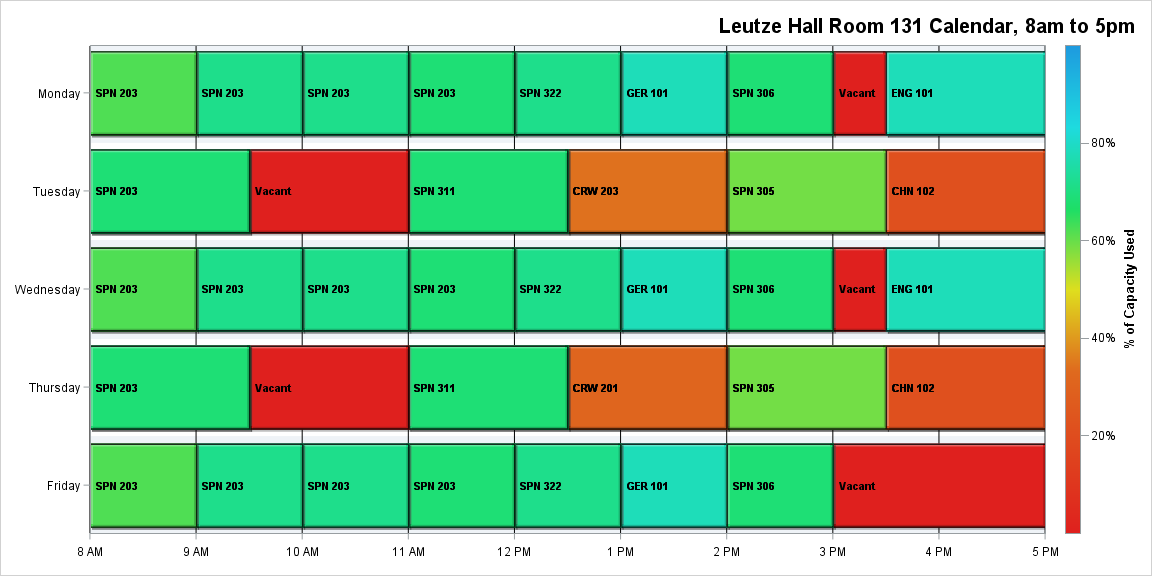 Leutze Hall Room 131 Calendar, 8am to 5pm
Monday
SPN 203
SPN 203
SPN 203
SPN 203
SPN 322
GER 101
SPN 306
Vacant
ENG 101
Tuesday
SPN 203
Vacant
SPN 311
CRW 203
SPN 305
CHN 102
Wednesday
SPN 203
SPN 203
SPN 203
SPN 203
SPN 322
GER 101
SPN 306
Vacant
ENG 101
Thursday
SPN 203
Vacant
SPN 311
CRW 201
SPN 305
CHN 102
Friday
SPN 203
SPN 203
SPN 203
SPN 203
SPN 322
GER 101
SPN 306
Vacant
8 AM
9 AM
10 AM
11 AM
12 PM
1 PM
2 PM
3 PM
4 PM
5 PM
80%
60%
40%
20%
% of Capacity Used